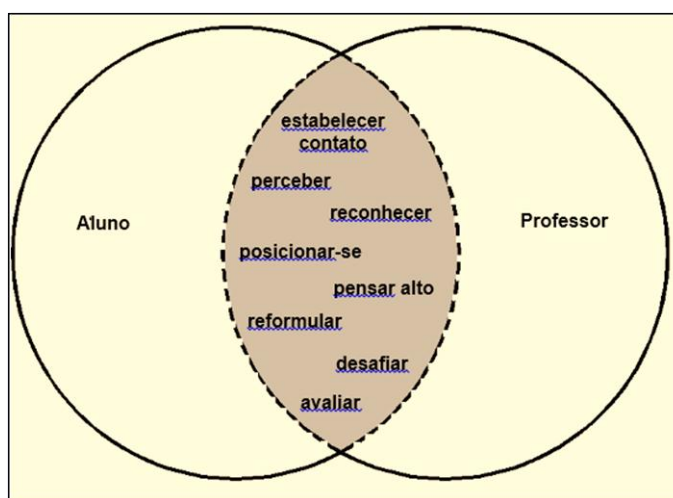 estabelecer
contato
perceber
reconhecer
Aluno
Professor
posicionar-se
pensar alto
reformular
desafiar
avaliar